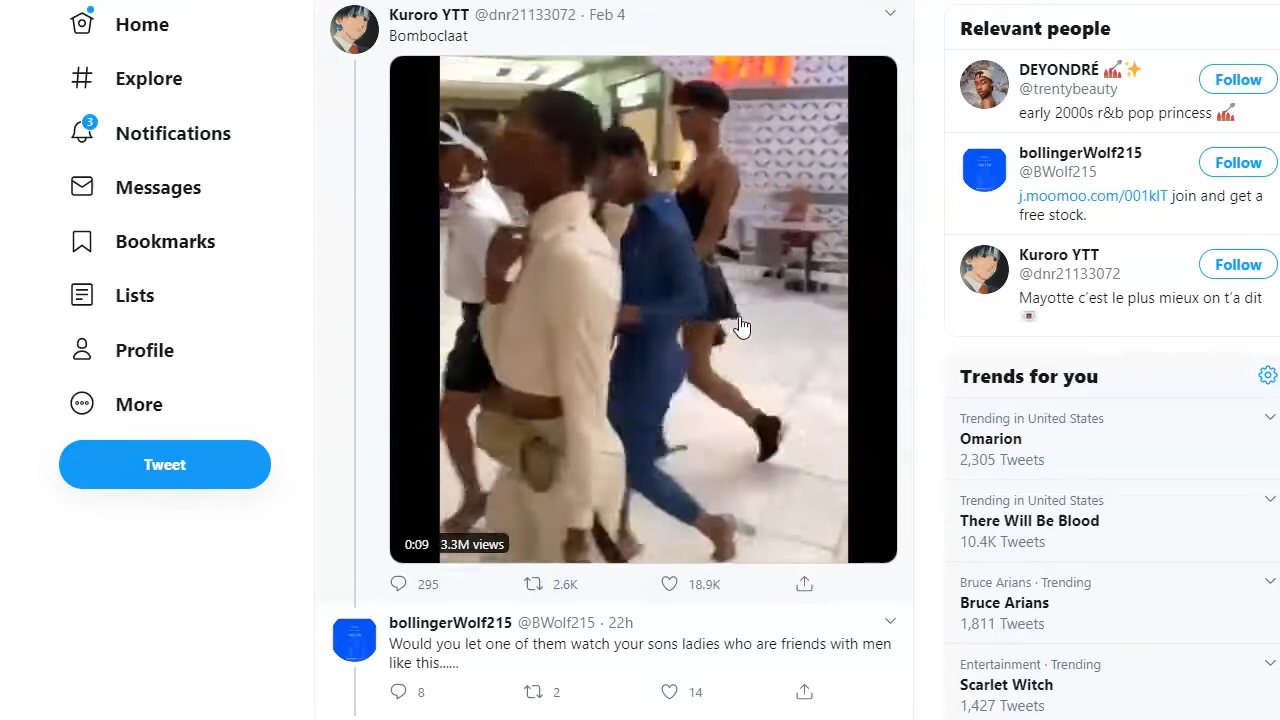 Home
Explore
3
Notifications
Messages
Bookmarks
Lists
Profile
More
Tweet
Kuroro YTT @dnr21133072 · Feb 4
Bomboclaat
0:09 3.3M views
295 2.6K 18.9K
bollingerWolf215 @BWolf215 · 22h
Would you let one of them watch your sons ladies who are friends with men
like this......
8 2 14
Relevant people
DEYONDRÉ 💅✨
@trentybeauty
Follow
early 2000s r&b pop princess 💅
bollingerWolf215
@BWolf215
Follow
j.moomoo.com/001kIT join and get a
free stock.
Kuroro YTT
@dnr21133072
Follow
Mayotte c'est le plus mieux on t'a dit
🇾🇹
Trends for you
Trending in United States
Omarion
2,305 Tweets
Trending in United States
There Will Be Blood
10.4K Tweets
Bruce Arians · Trending
Bruce Arians
1,811 Tweets
Entertainment · Trending
Scarlet Witch
1,427 Tweets